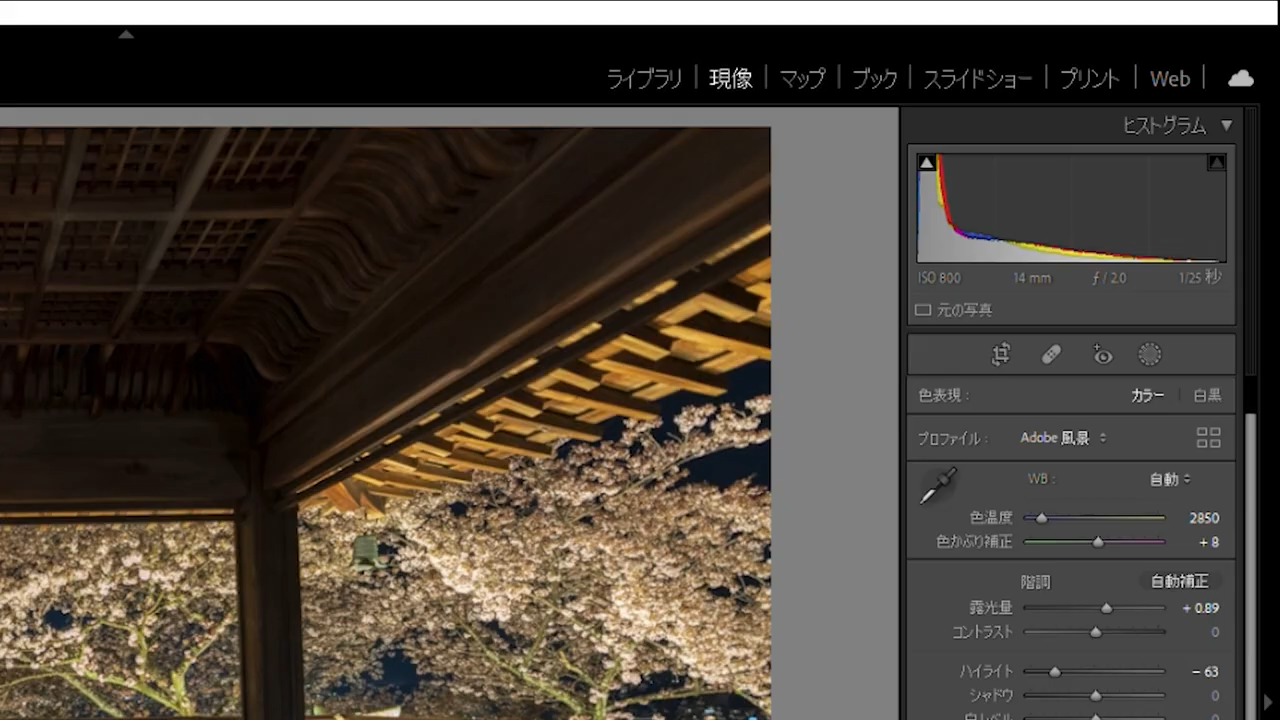 ライブラリ | 現像 | マップ | ブック | スライドショー | プリント | Web |
ヒストグラム ▼
ISO 800 14 mm ƒ / 2.0 1/25 秒
元の写真
色表現 : カラー 白黒
プロファイル : Adobe 風景
WB : 自動
色温度 2850
色かぶり補正 + 8
階調 自動補正
露光量 + 0.89
コントラスト 0
ハイライト - 63
シャドウ 0
白レベル